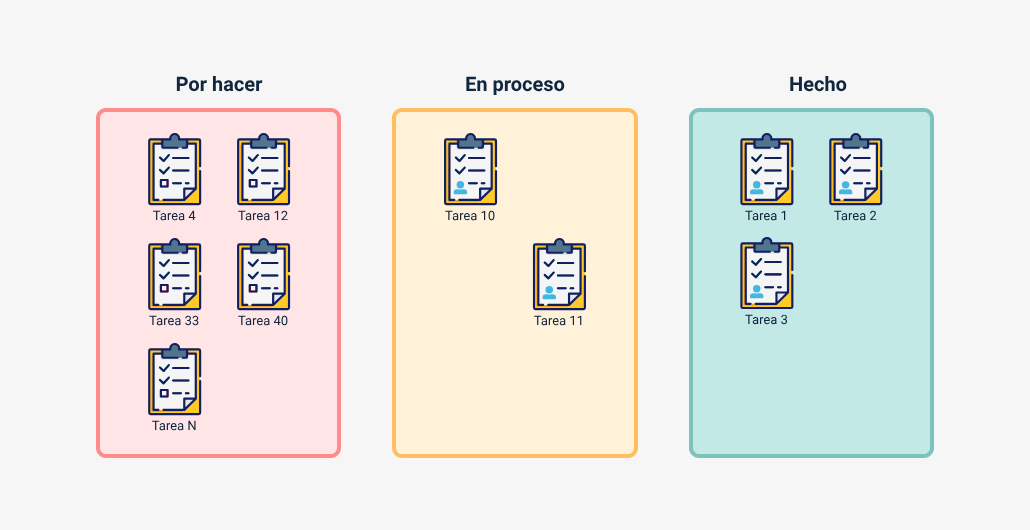 Por hacer
Tarea 4
Tarea 12
Tarea 33
Tarea 40
Tarea N
En proceso
Tarea 10
Tarea 11
Hecho
Tarea 1
Tarea 2
Tarea 3